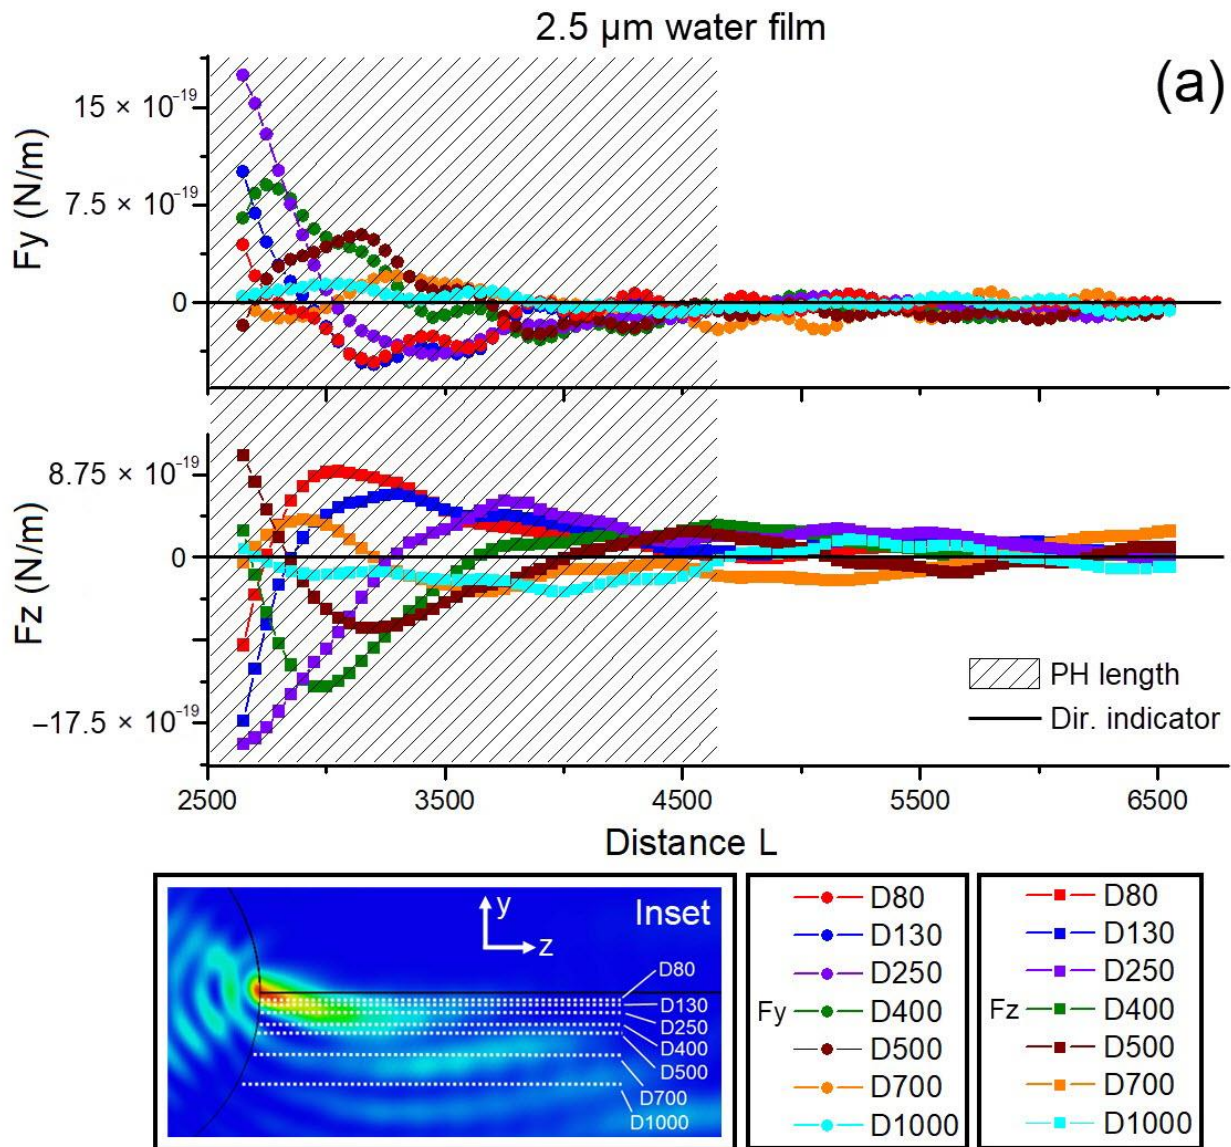 2.5 µm water film
(a)
15 × 10⁻¹⁹
7.5 × 10⁻¹⁹
0
Fy (N/m)
8.75 × 10⁻¹⁹
0
−17.5 × 10⁻¹⁹
Fz (N/m)
PH length
Dir. indicator
2500 3500 4500 5500 6500
Distance L
Inset
y
z
D80
D130
D250
D400
D500
D700
D1000
Fy
D80
D130
D250
D400
D500
D700
D1000
Fz
D80
D130
D250
D400
D500
D700
D1000